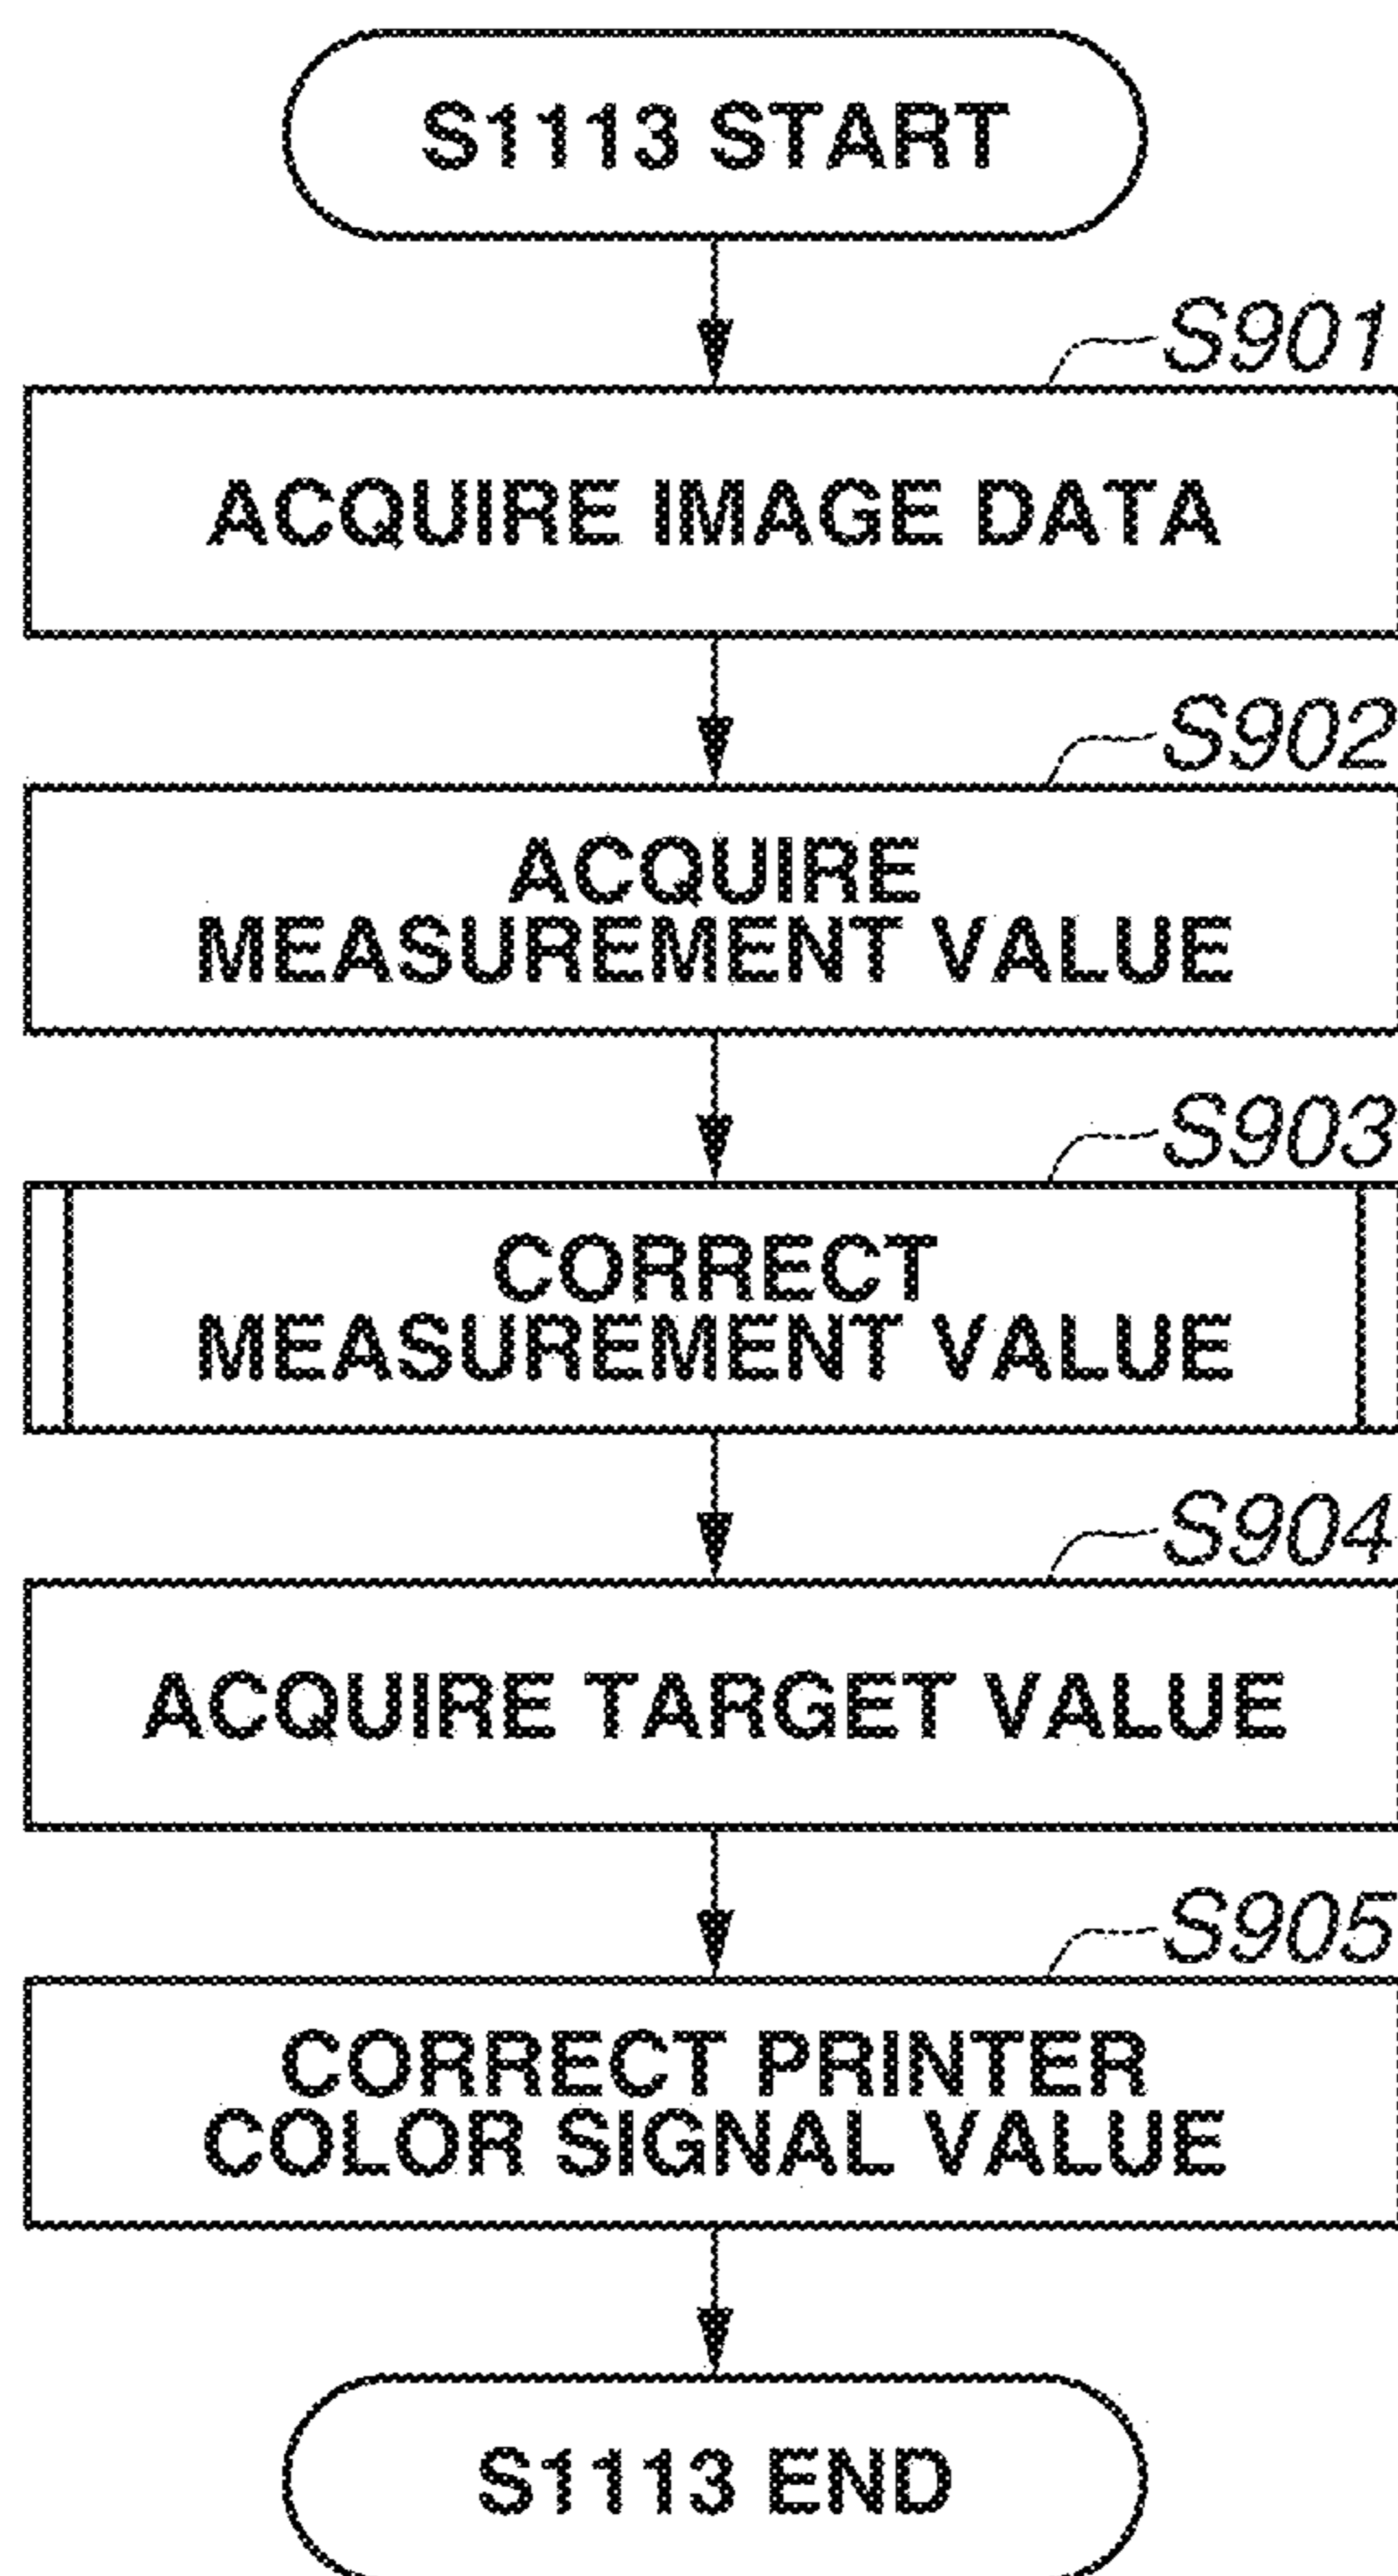 S1113 START
S901
ACQUIRE IMAGE DATA
S902
ACQUIRE
MEASUREMENT VALUE
S903
CORRECT
MEASUREMENT VALUE
S904
ACQUIRE TARGET VALUE
S905
CORRECT PRINTER
COLOR SIGNAL VALUE
S1113 END